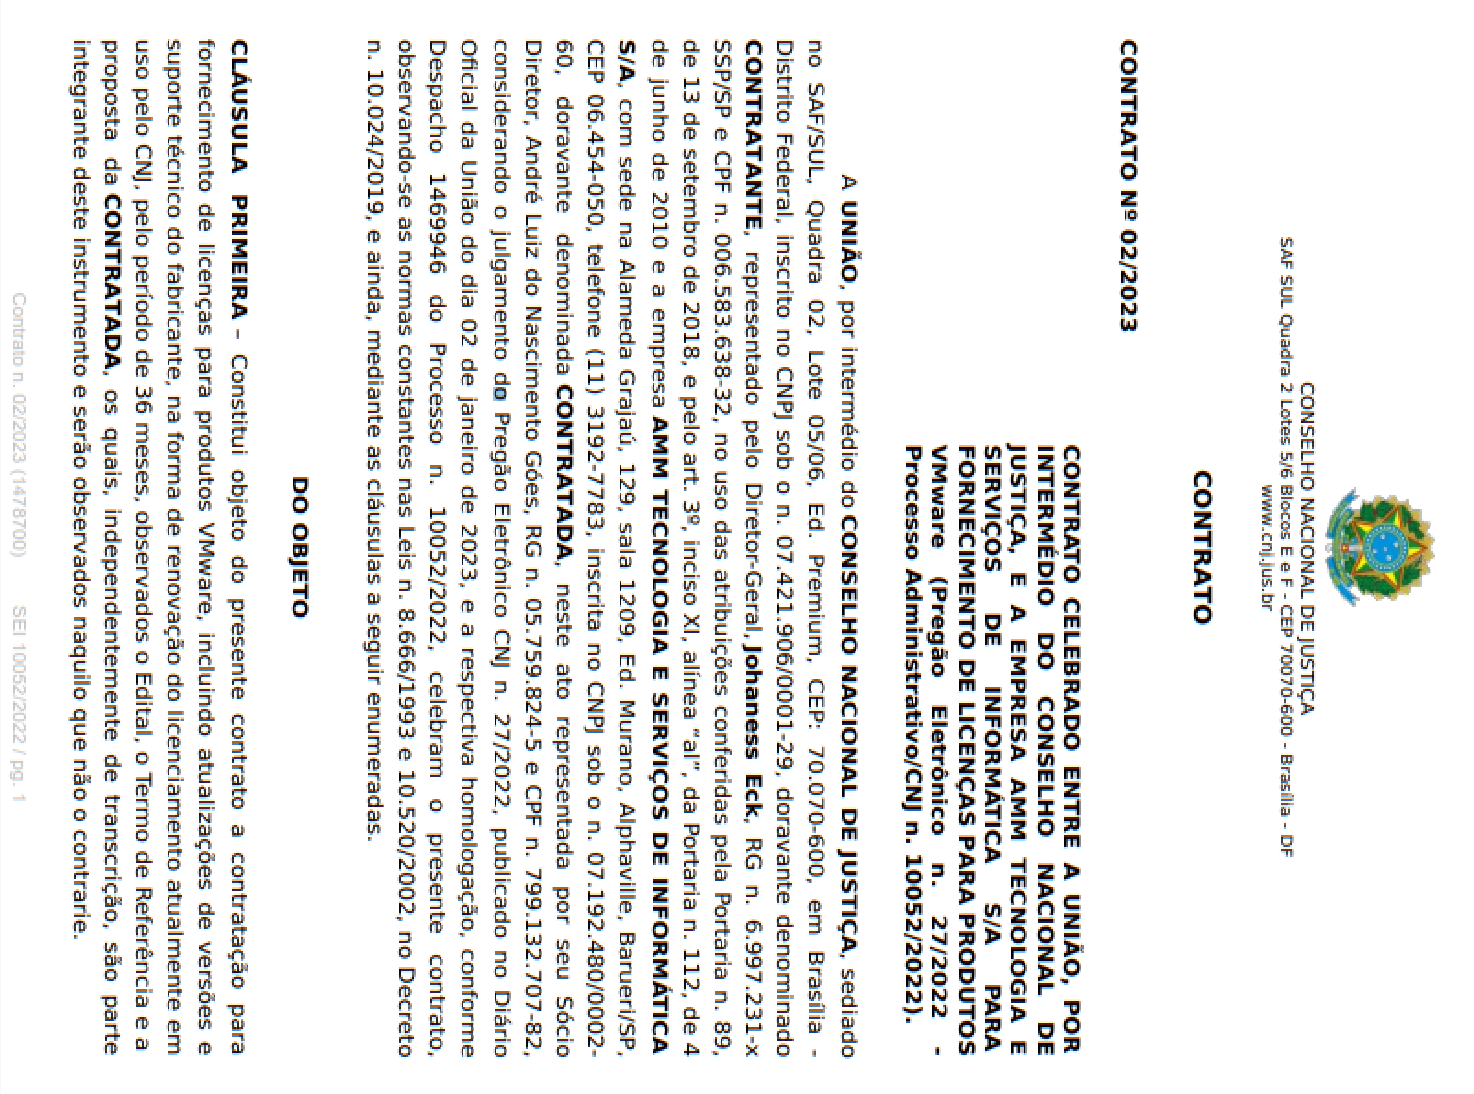 CONSELHO NACIONAL DE JUSTIÇA
SAF SUL Quadra 2 Lotes 5/6 Blocos E e F - CEP 70070-600 - Brasília - DF
www.cnj.jus.br
CONTRATO
CONTRATO Nº 02/2023
CONTRATO CELEBRADO ENTRE A UNIÃO, POR
INTERMÉDIO DO CONSELHO NACIONAL DE
JUSTIÇA, E A EMPRESA AMM TECNOLOGIA E
SERVIÇOS DE INFORMÁTICA S/A PARA
FORNECIMENTO DE LICENÇAS PARA PRODUTOS
VMware (Pregão Eletrônico n. 27/2022 -
Processo Administrativo/CNJ n. 10052/2022).
A UNIÃO, por intermédio do CONSELHO NACIONAL DE JUSTIÇA, sediado
no SAF/SUL, Quadra 02, Lote 05/06, Ed. Premium, CEP: 70.070-600, em Brasília -
Distrito Federal, inscrito no CNPJ sob o n. 07.421.906/0001-29, doravante denominado
CONTRATANTE, representado pelo Diretor-Geral, Johaness Eck, RG n. 6.997.231-x
SSP/SP e CPF n. 006.583.638-32, no uso das atribuições conferidas pela Portaria n. 89,
de 13 de setembro de 2018, e pelo art. 3º, inciso XI, alínea "al", da Portaria n. 112, de 4
de junho de 2010 e a empresa AMM TECNOLOGIA E SERVIÇOS DE INFORMÁTICA
S/A, com sede na Alameda Grajaú, 129, sala 1209, Ed. Murano, Alphaville, Barueri/SP,
CEP 06.454-050, telefone (11) 3192-7783, inscrita no CNPJ sob o n. 07.192.480/0002-
60, doravante denominada CONTRATADA, neste ato representada por seu Sócio
Diretor, André Luiz do Nascimento Góes, RG n. 05.759.824-5 e CPF n. 799.132.707-82,
considerando o julgamento do Pregão Eletrônico CNJ n. 27/2022, publicado no Diário
Oficial da União do dia 02 de janeiro de 2023, e a respectiva homologação, conforme
Despacho 1469946 do Processo n. 10052/2022, celebram o presente contrato,
observando-se as normas constantes nas Leis n. 8.666/1993 e 10.520/2002, no Decreto
n. 10.024/2019, e ainda, mediante as cláusulas a seguir enumeradas.
DO OBJETO
CLÁUSULA PRIMEIRA – Constitui objeto do presente contrato a contratação para
fornecimento de licenças para produtos VMware, incluindo atualizações de versões e
suporte técnico do fabricante, na forma de renovação do licenciamento atualmente em
uso pelo CNJ, pelo período de 36 meses, observados o Edital, o Termo de Referência e a
proposta da CONTRATADA, os quais, independentemente de transcrição, são parte
integrante deste instrumento e serão observados naquilo que não o contrarie.
Contrato n. 02/2023 (1478700) SEI 10052/2022 / pg. 1